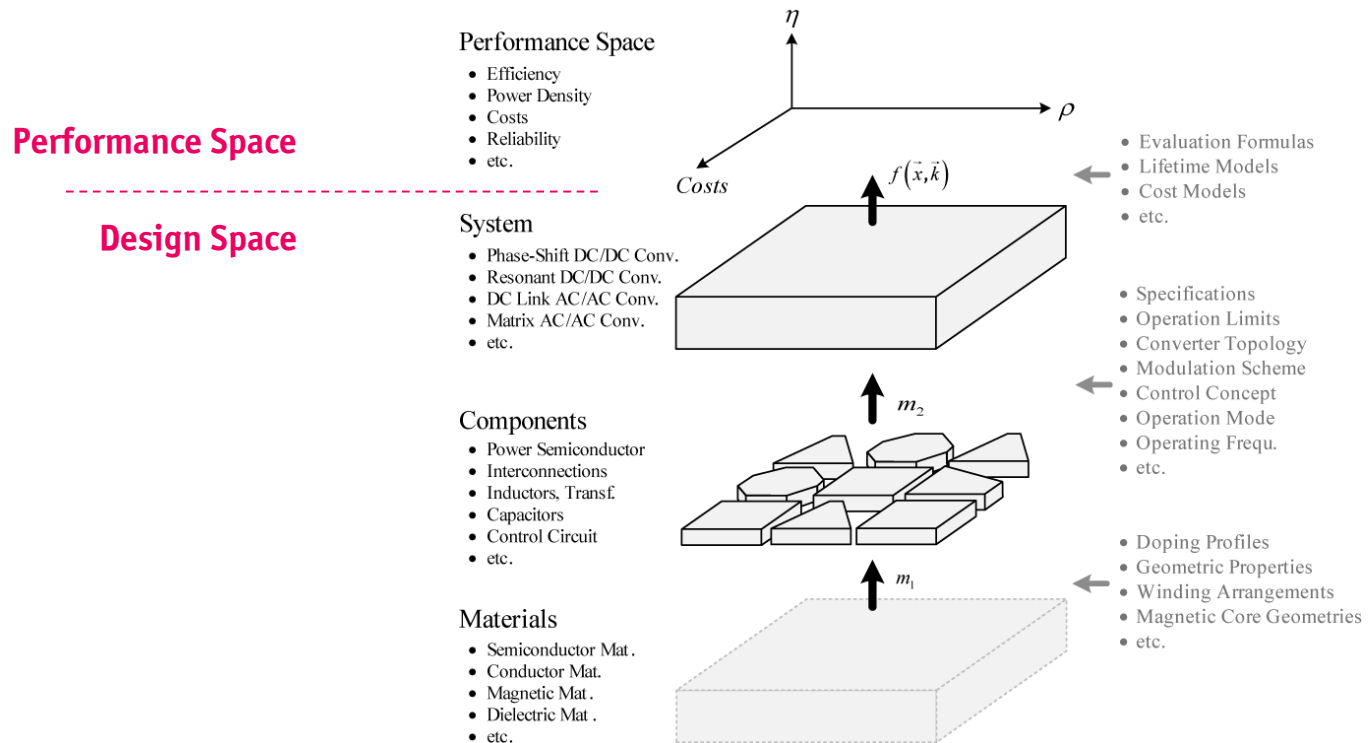 Performance Space
• Efficiency
• Power Density
• Costs
• Reliability
• etc.
η
ρ
Costs
Performance Space
Design Space
f(x⃗,k⃗)
• Evaluation Formulas
• Lifetime Models
• Cost Models
• etc.
System
• Phase-Shift DC/DC Conv.
• Resonant DC/DC Conv.
• DC Link AC/AC Conv.
• Matrix AC/AC Conv.
• etc.
• Specifications
• Operation Limits
• Converter Topology
• Modulation Scheme
• Control Concept
• Operation Mode
• Operating Frequ.
• etc.
m₂
Components
• Power Semiconductor
• Interconnections
• Inductors, Transf.
• Capacitors
• Control Circuit
• etc.
• Doping Profiles
• Geometric Properties
• Winding Arrangements
• Magnetic Core Geometries
• etc.
m₁
Materials
• Semiconductor Mat.
• Conductor Mat.
• Magnetic Mat.
• Dielectric Mat.
• etc.